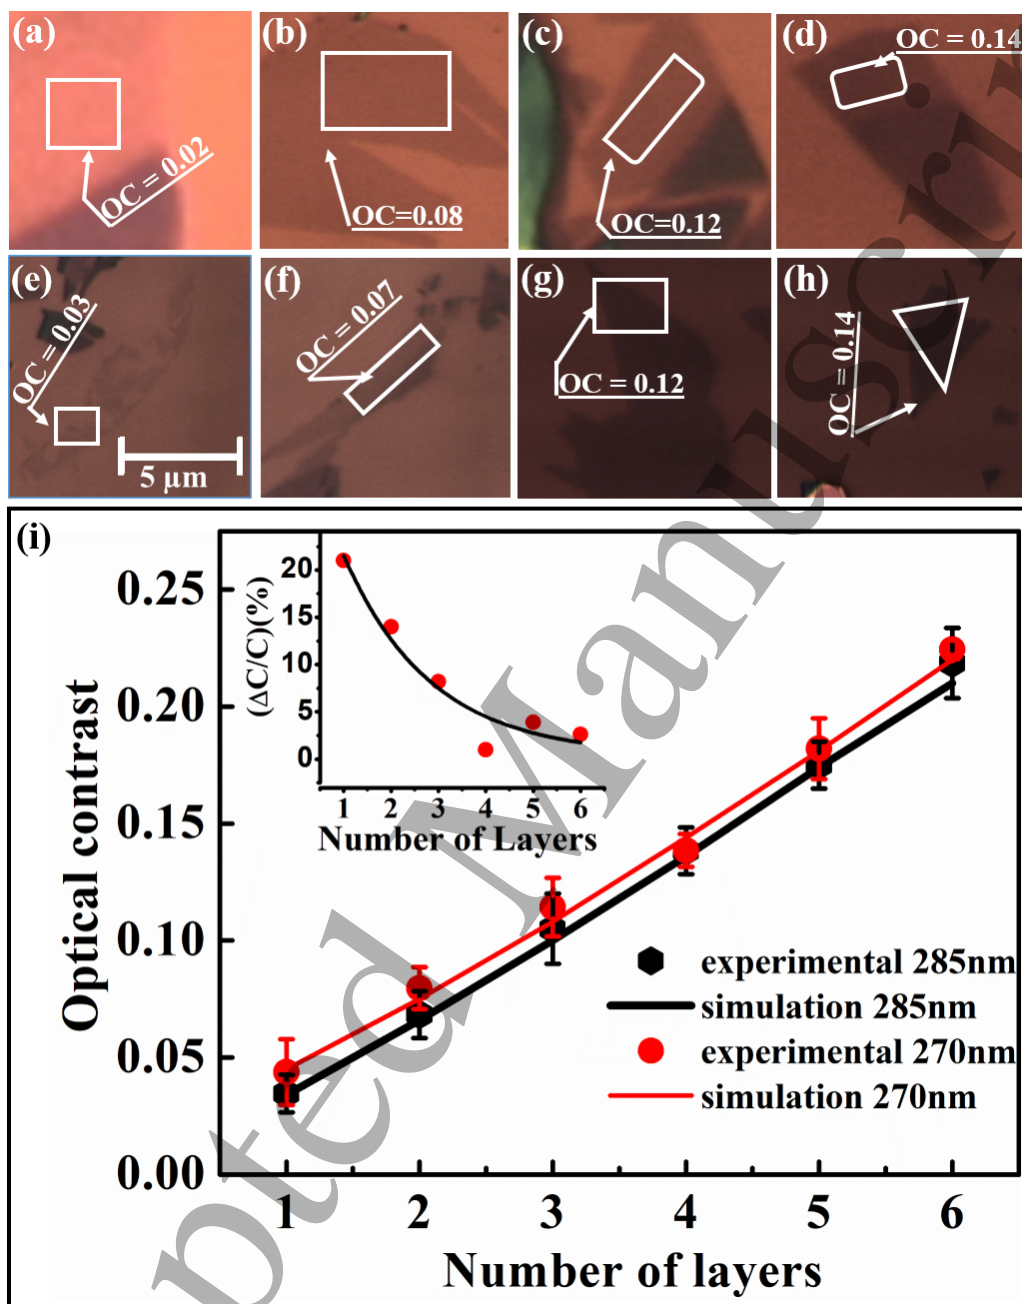 (a)
OC = 0.02
(b)
OC=0.08
(c)
OC=0.12
(d)
OC = 0.14
(e)
OC = 0.03
5 µm
(f)
OC = 0.07
(g)
OC = 0.12
(h)
OC = 0.14
(i)
0.25
0.20
0.15
0.10
0.05
0.00
Optical contrast
1 2 3 4 5 6
Number of layers
20
15
10
5
0
(ΔC/C)(%)
1 2 3 4 5 6
Number of Layers
experimental 285nm
simulation 285nm
experimental 270nm
simulation 270nm
pted Manuscri